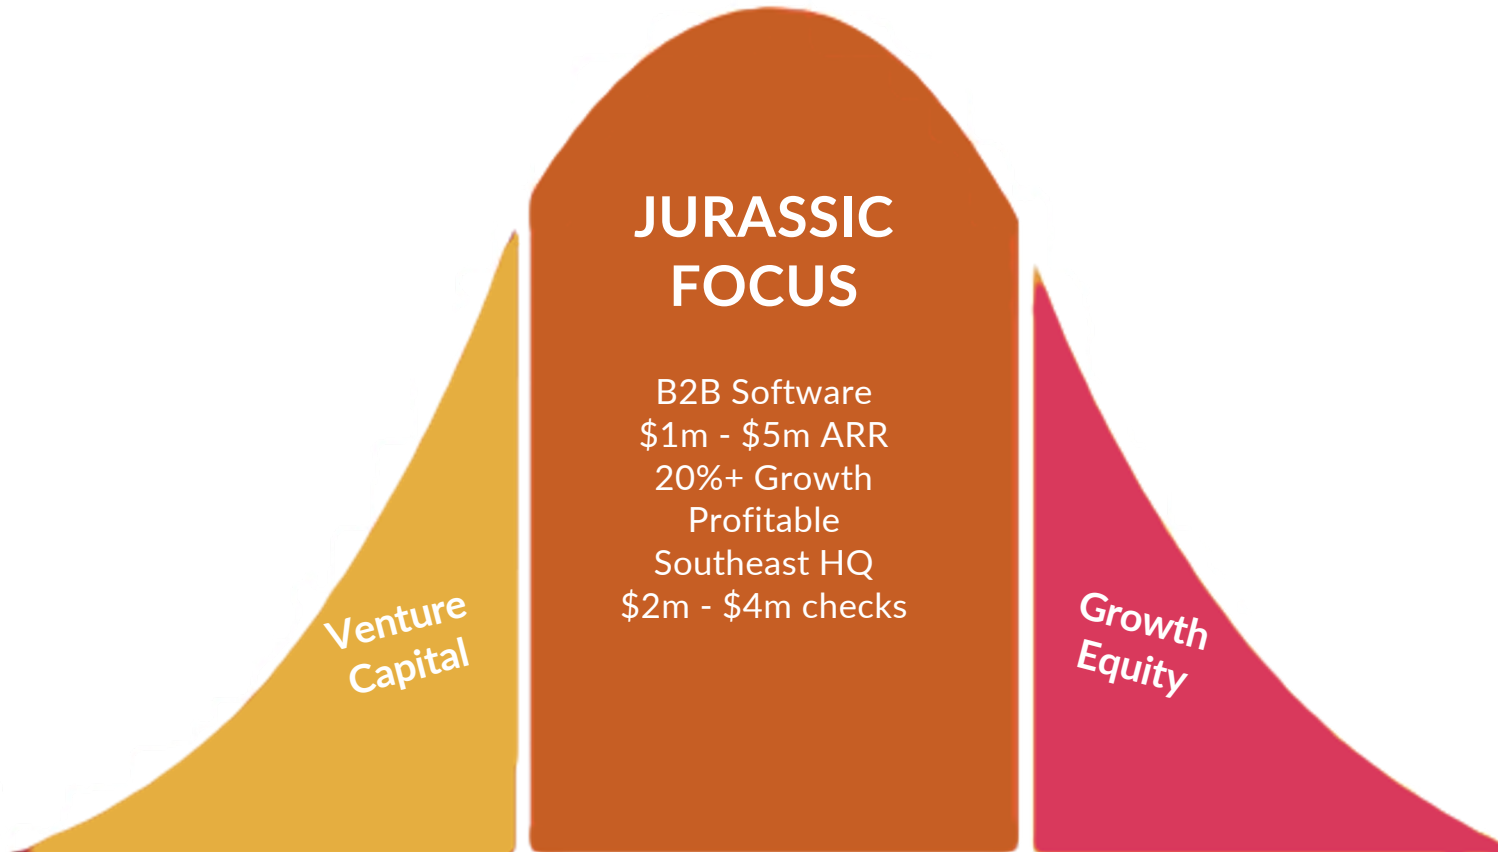 JURASSIC
FOCUS
B2B Software
$1m - $5m ARR
20%+ Growth
Profitable
Southeast HQ
$2m - $4m checks
Venture
Capital
Growth
Equity